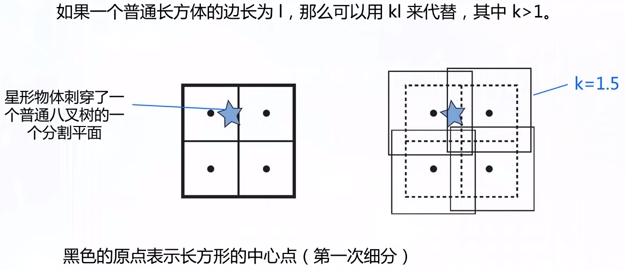 如果一个普通长方体的边长为 l，那么可以用 kl 来代替，其中 k>1。
星形物体刺穿了一
个普通八叉树的一
个分割平面
k=1.5
黑色的原点表示长方形的中心点（第一次细分）